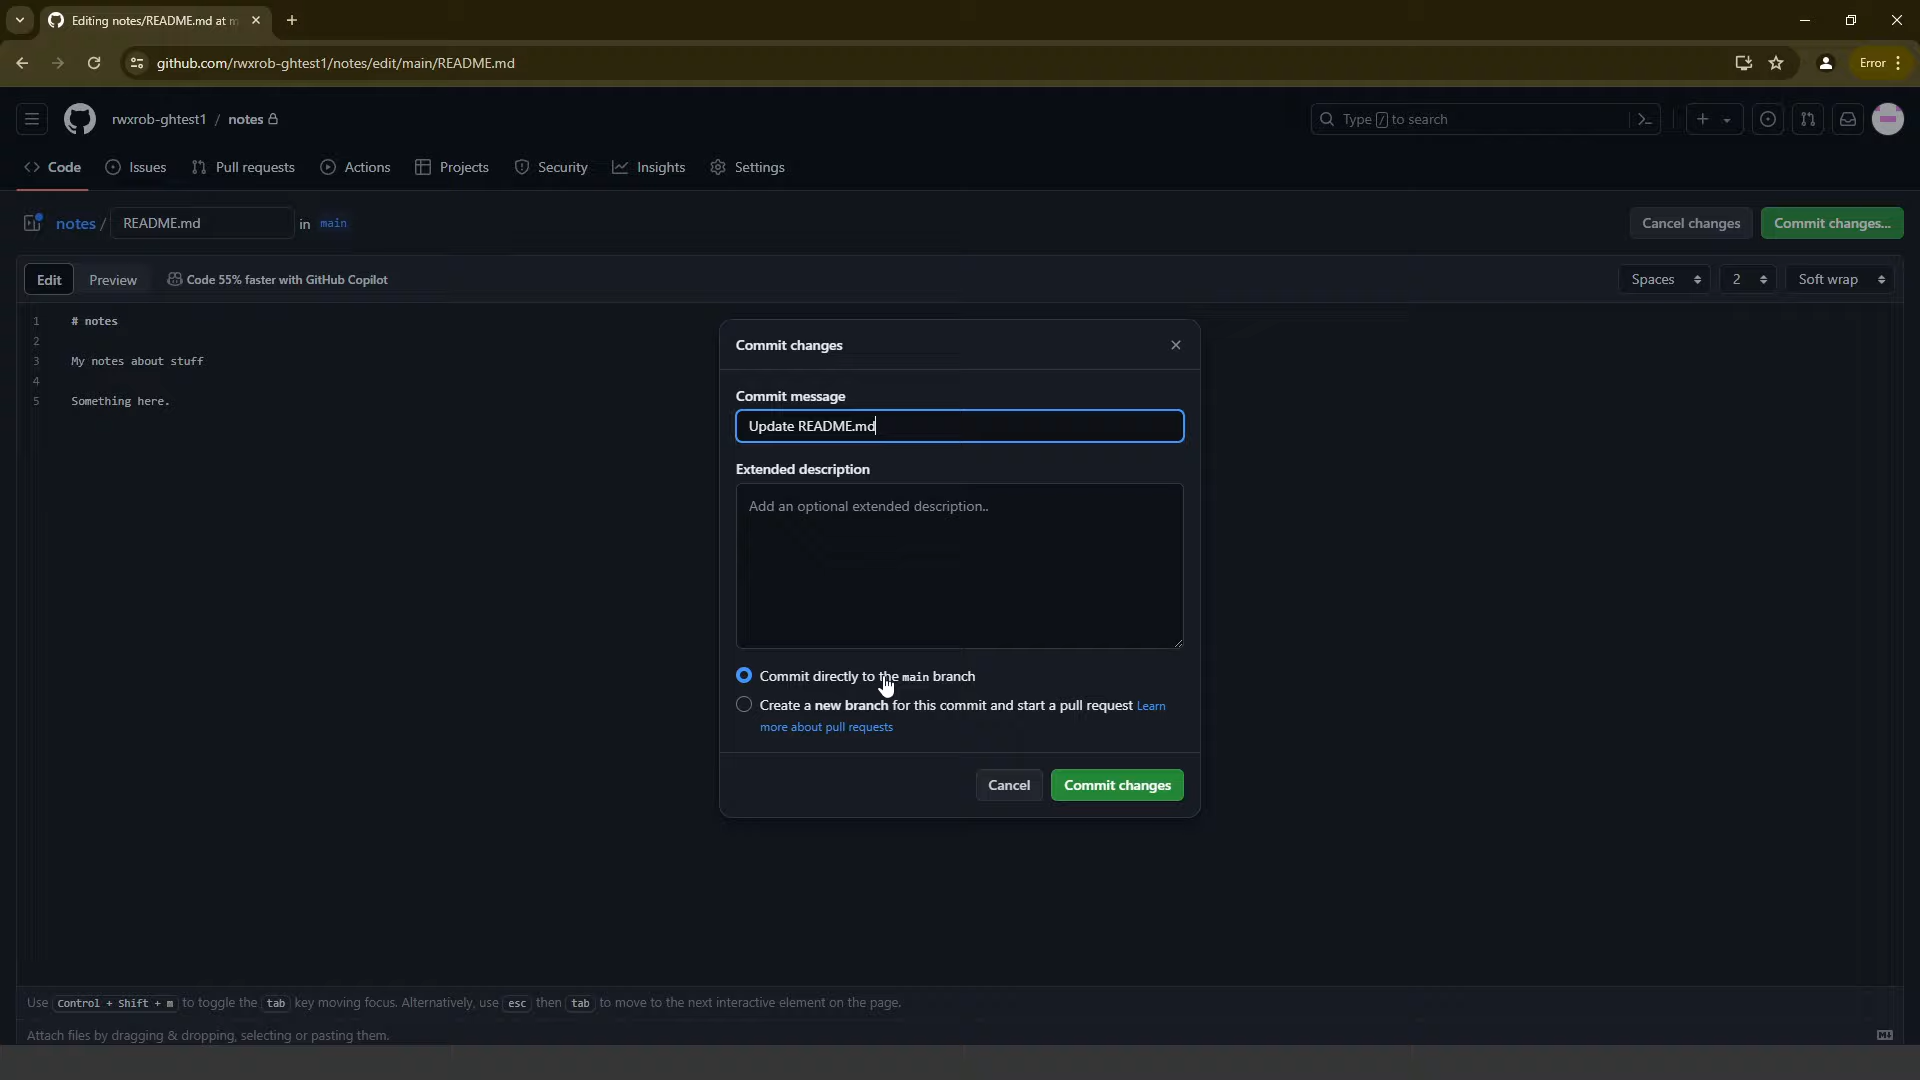 Editing notes/README.md at m
github.com/rwxrob-ghtest1/notes/edit/main/README.md
Error
rwxrob-ghtest1 / notes
Type / to search
Code
Issues
Pull requests
Actions
Projects
Security
Insights
Settings
notes / README.md in main
Cancel changes
Commit changes...
Edit
Preview
Code 55% faster with GitHub Copilot
Spaces
2
Soft wrap
1 # notes
2
3 My notes about stuff
4
5 Something here.
Commit changes
Commit message
Update README.md
Extended description
Add an optional extended description..
Commit directly to the main branch
Create a new branch for this commit and start a pull request Learn
more about pull requests
Cancel
Commit changes
Use Control + Shift + m to toggle the tab key moving focus. Alternatively, use esc then tab to move to the next interactive element on the page.
Attach files by dragging & dropping, selecting or pasting them.